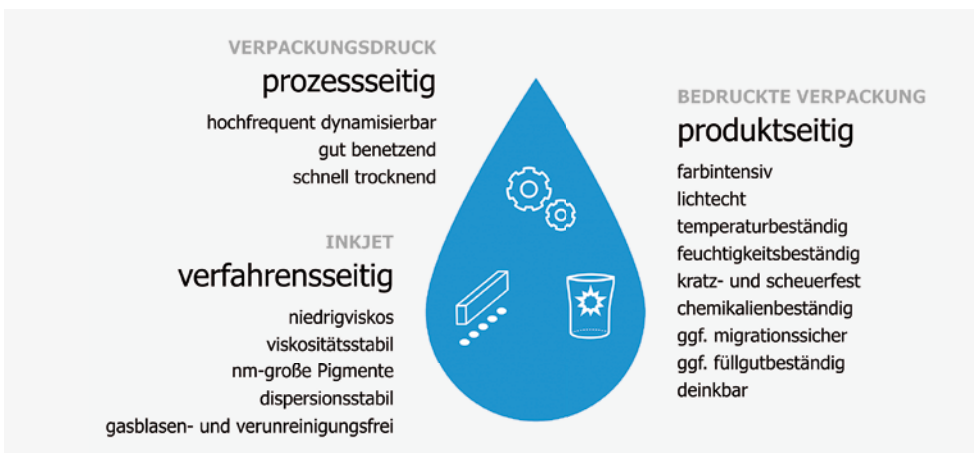 VERPACKUNGSDRUCK
prozessseitig
hochfrequent dynamisierbar
gut benetzend
schnell trocknend
INKJET
verfahrensseitig
niedrigviskos
viskositätsstabil
nm-große Pigmente
dispersionsstabil
gasblasen- und verunreinigungsfrei
BEDRUCKTE VERPACKUNG
produktseitig
farbintensiv
lichtecht
temperaturbeständig
feuchtigkeitsbeständig
kratz- und scheuerfest
chemikalienbeständig
ggf. migrationssicher
ggf. füllgutbeständig
deinkbar